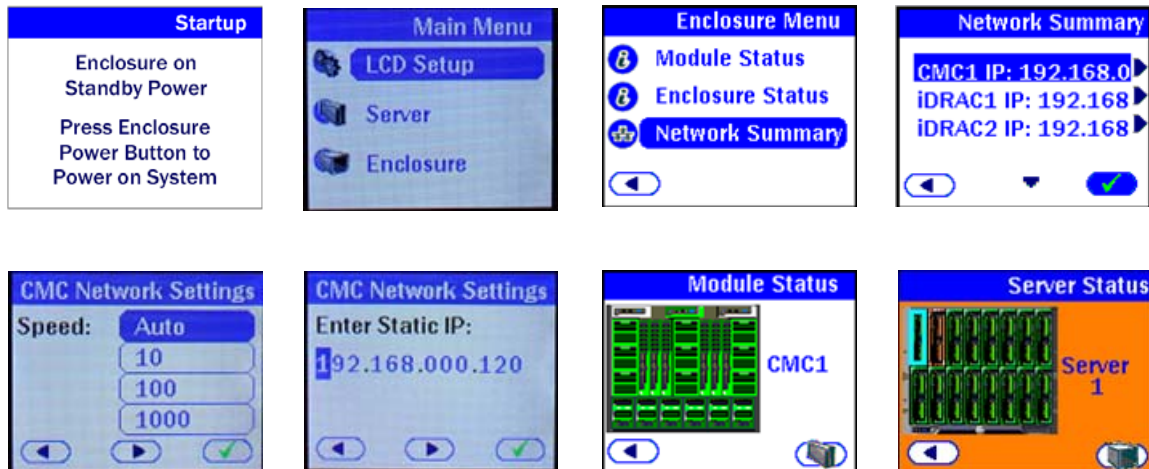 Startup
Enclosure on
Standby Power
Press Enclosure
Power Button to
Power on System
Main Menu
LCD Setup
Server
Enclosure
Enclosure Menu
Module Status
Enclosure Status
Network Summary
Network Summary
CMC1 IP: 192.168.0
iDRAC1 IP: 192.168
iDRAC2 IP: 192.168
CMC Network Settings
Speed: Auto
10
100
1000
CMC Network Settings
Enter Static IP:
192.168.000.120
Module Status
CMC1
Server Status
Server
1